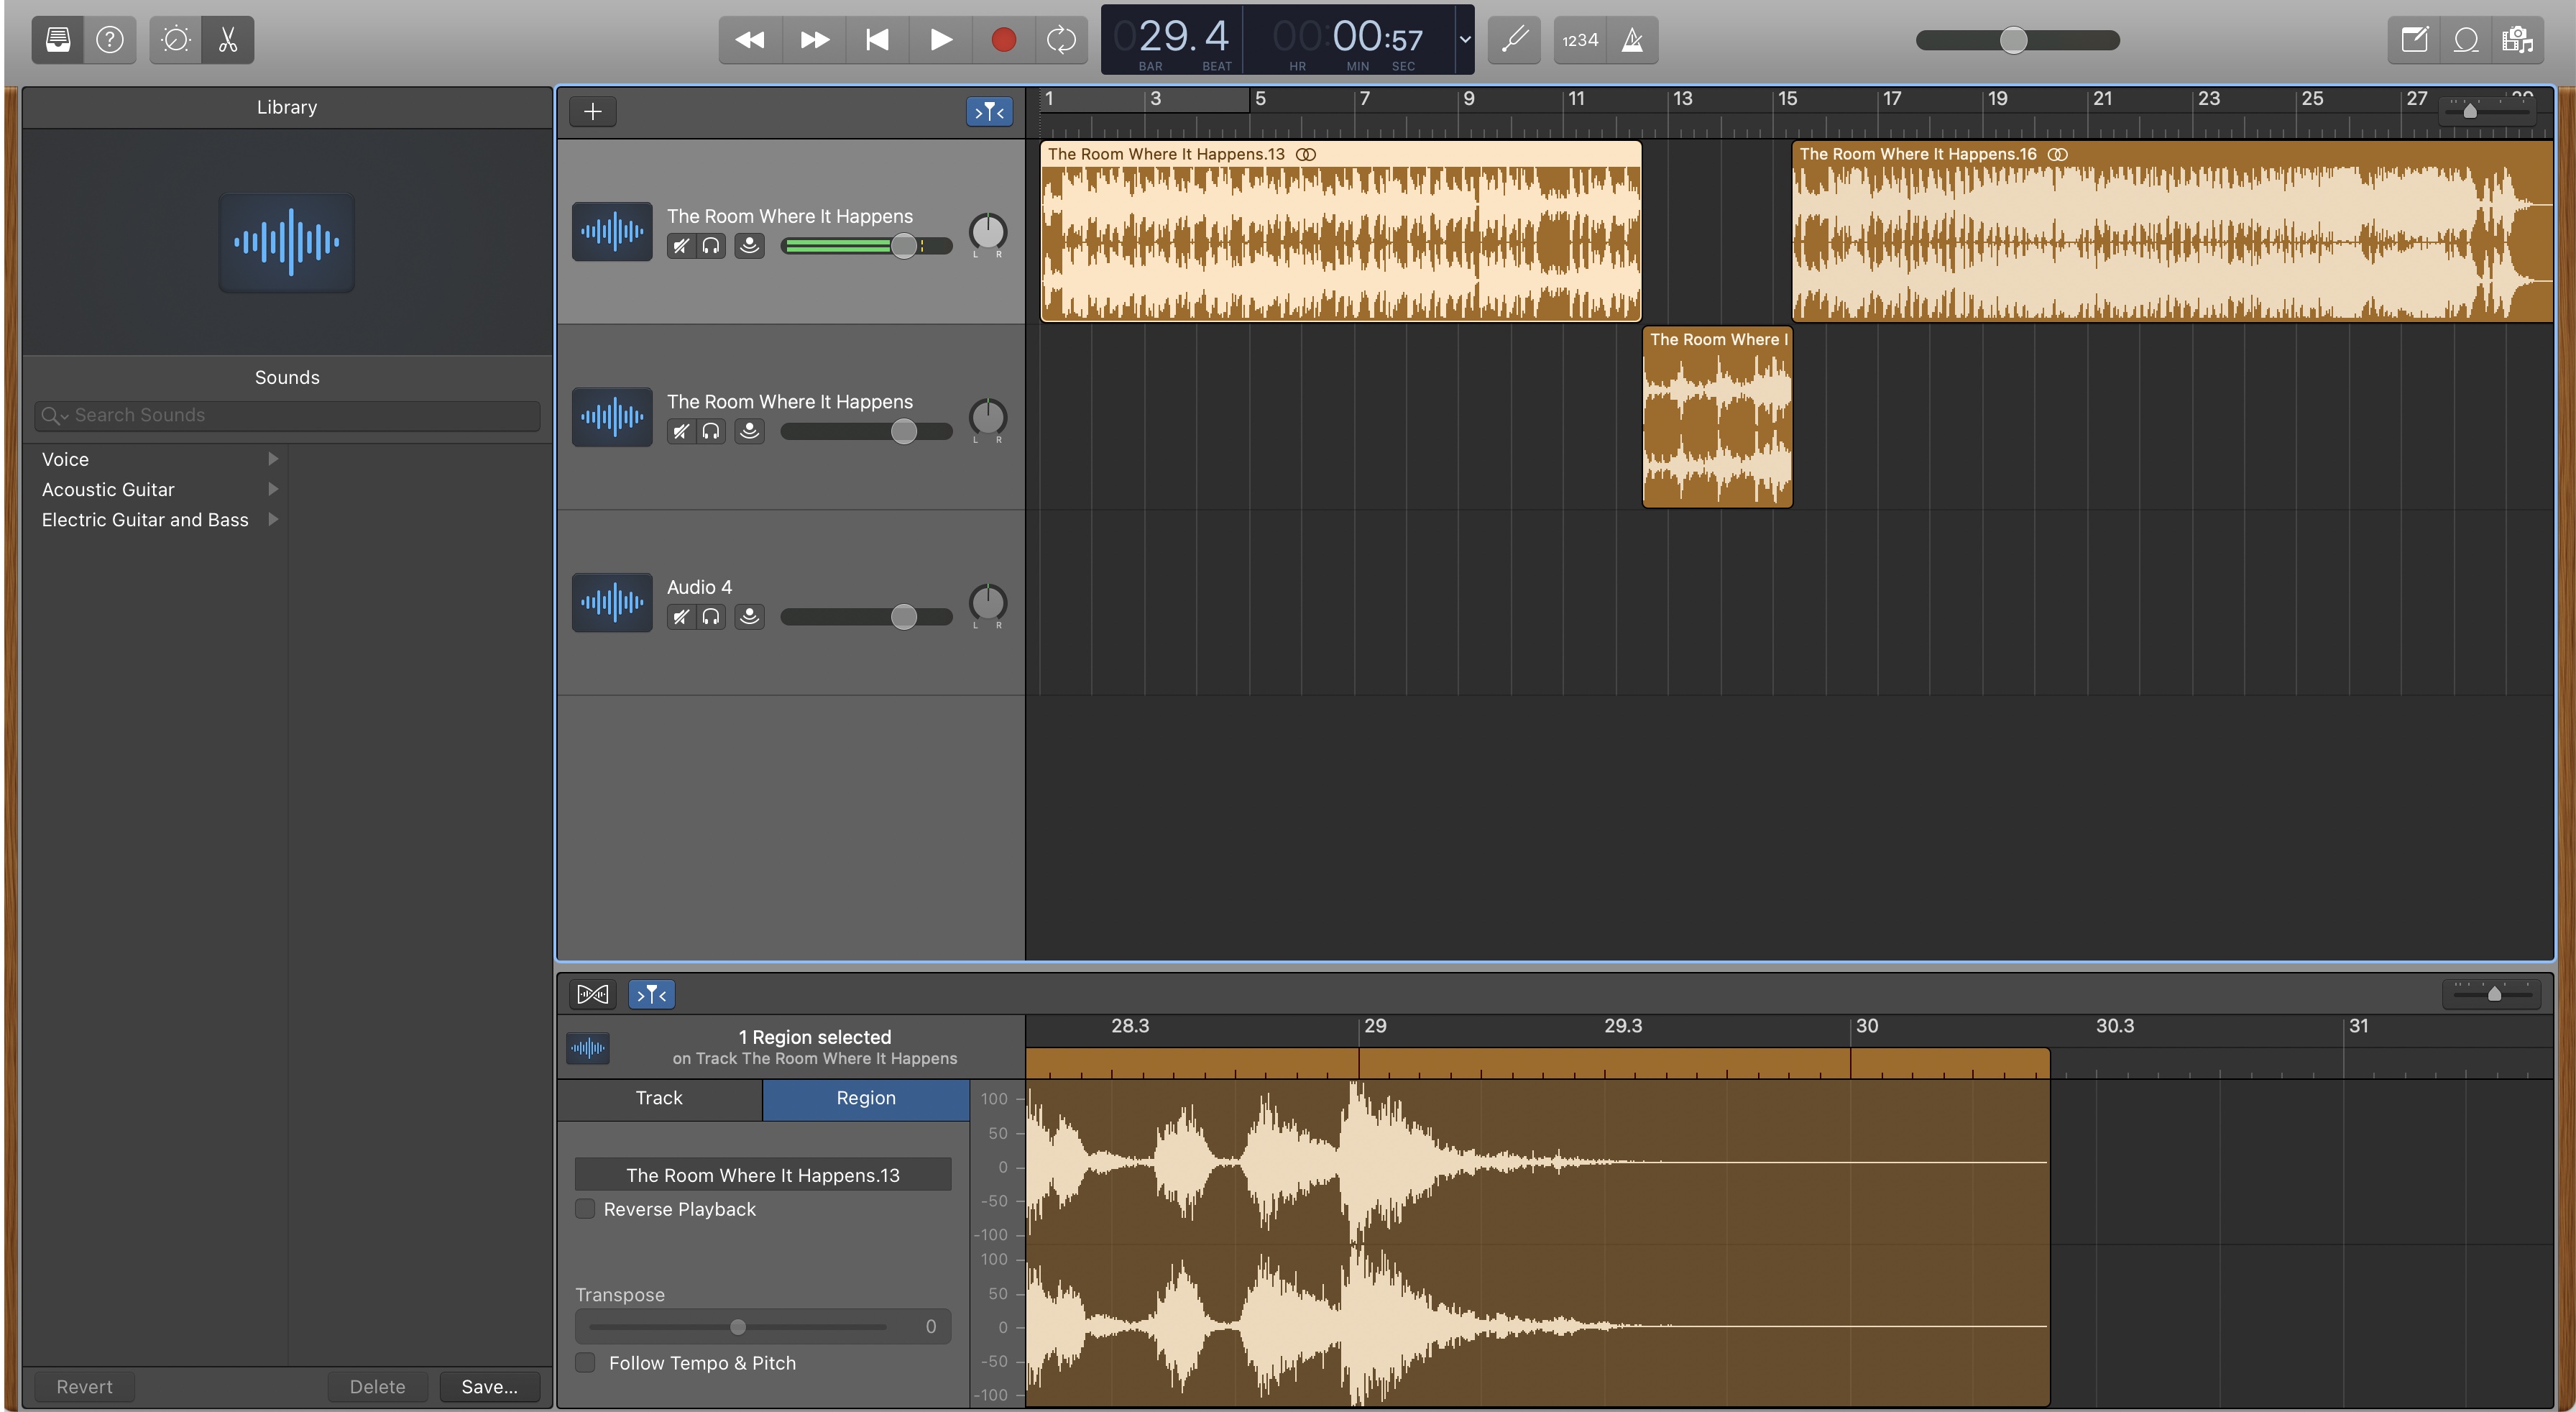 1234
029.4
00:00:57
BAR BEAT HR MIN SEC
Library
1 3 5 7 9 11 13 15 17 19 21 23 25 27 29
The Room Where It Happens.13
The Room Where It Happens.16
The Room Where It Happens
L R
Sounds
Search Sounds
Voice
Acoustic Guitar
Electric Guitar and Bass
The Room Where I
The Room Where It Happens
L R
Audio 4
L R
28.3 29 29.3 30 30.3 31
1 Region selected
on Track The Room Where It Happens
Track Region
The Room Where It Happens.13
Reverse Playback
Transpose
0
Follow Tempo & Pitch
100
50
0
-50
-100
100
50
0
-50
-100
Revert Delete Save...